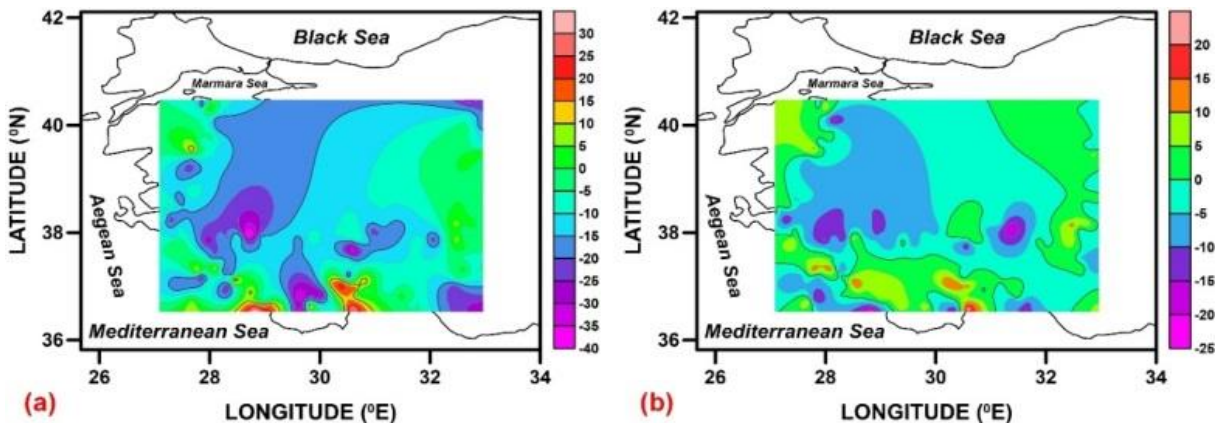 42
40
38
36
LATITUDE (⁰N)
Black Sea
Marmara Sea
Aegean Sea
Mediterranean Sea
26 28 30 32 34
LONGITUDE (⁰E)
(a)
30
25
20
15
10
5
0
-5
-10
-15
-20
-25
-30
-35
-40
42
40
38
36
LATITUDE (⁰N)
Black Sea
Marmara Sea
Aegean Sea
Mediterranean Sea
26 28 30 32 34
LONGITUDE (⁰E)
(b)
20
15
10
5
0
-5
-10
-15
-20
-25